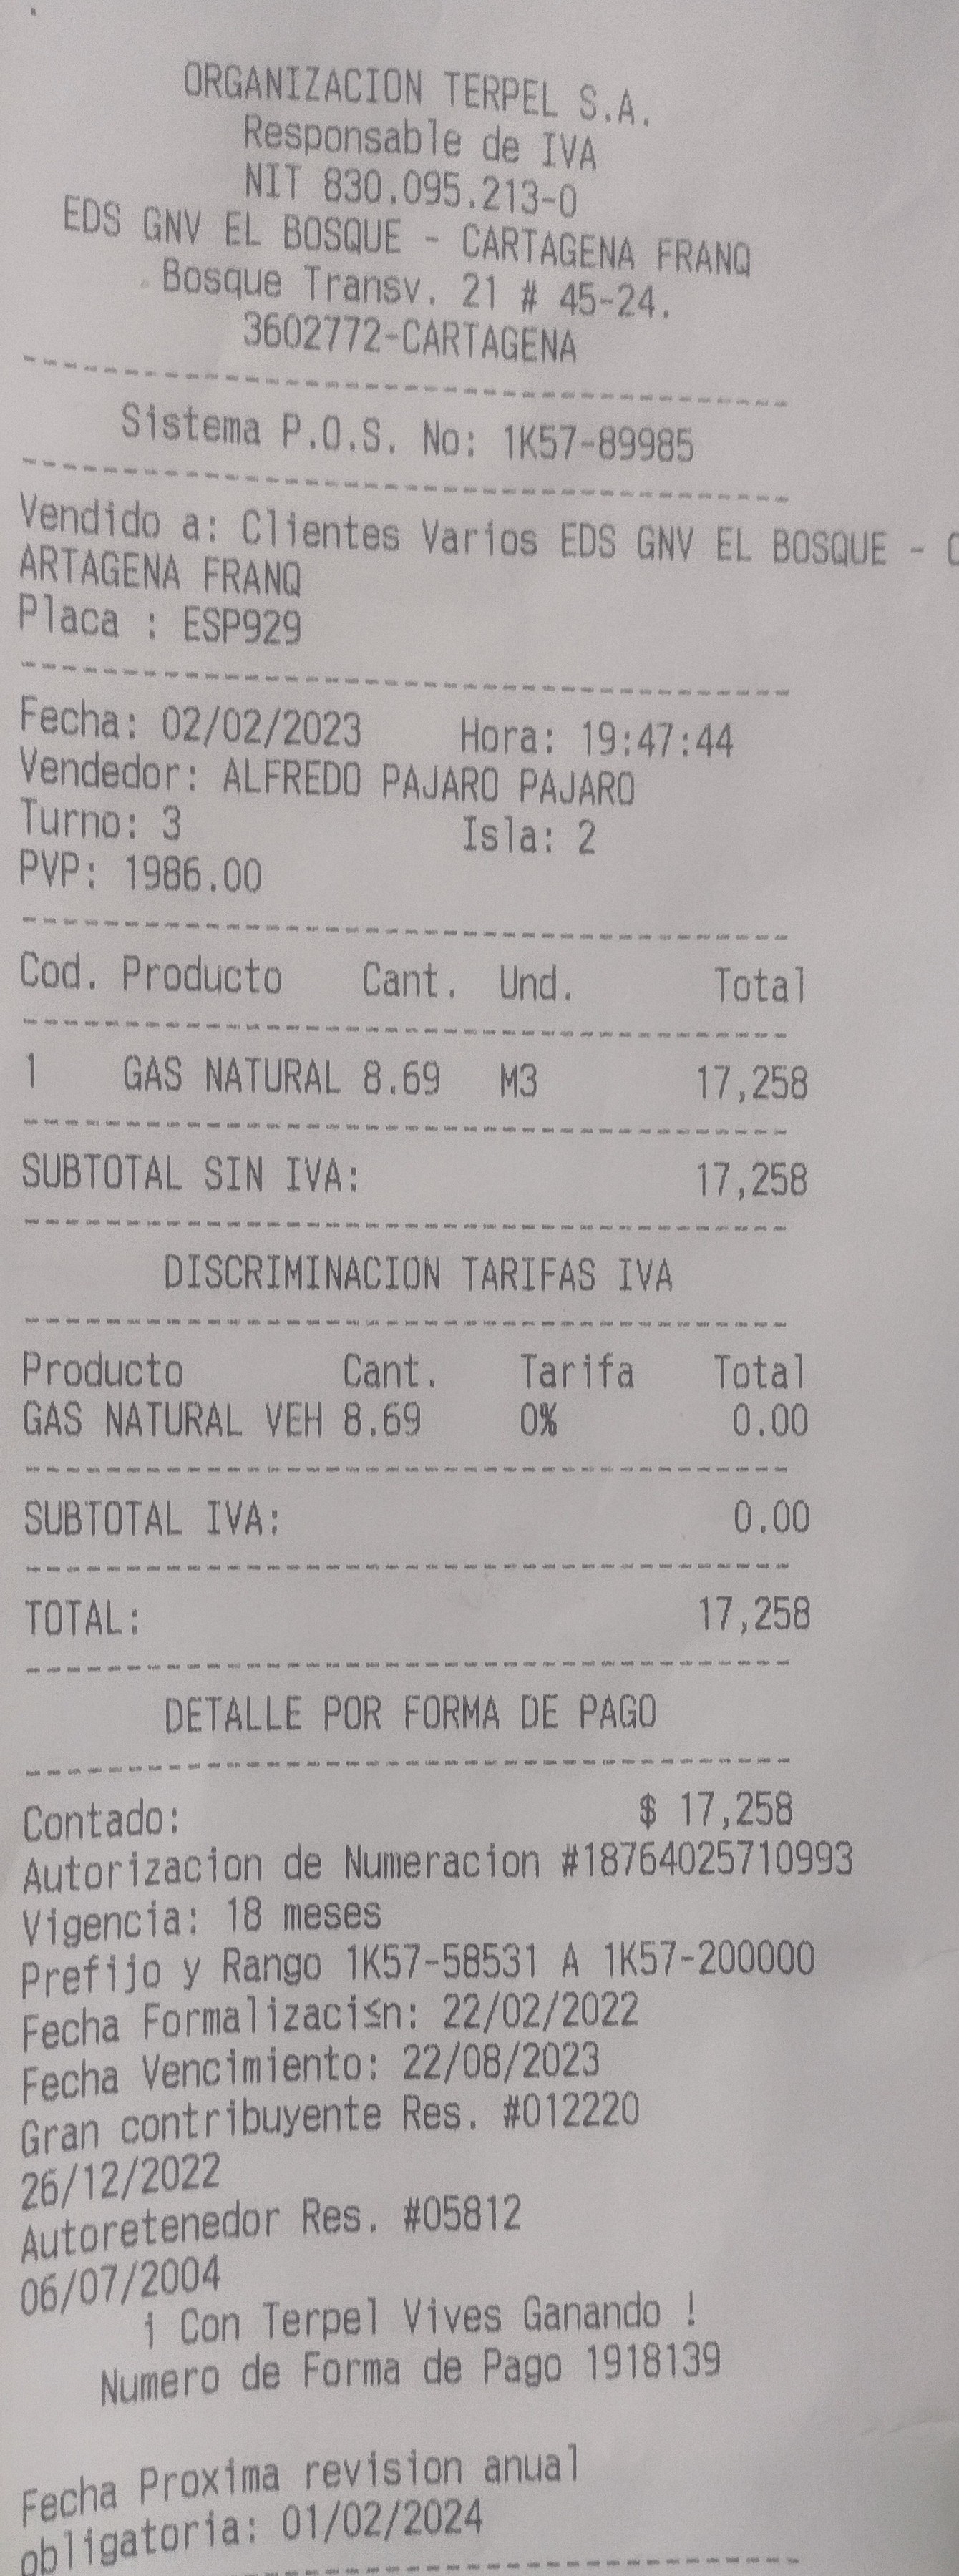 ORGANIZACION TERPEL S.A.
Responsable de IVA
NIT 830.095.213-0
EDS GNV EL BOSQUE - CARTAGENA FRANQ
Bosque Transv. 21 # 45-24.
3602772-CARTAGENA
Sistema P.O.S. No: 1K57-89985
Vendido a: Clientes Varios EDS GNV EL BOSQUE - C
ARTAGENA FRANQ
Placa : ESP929
Fecha: 02/02/2023 Hora: 19:47:44
Vendedor: ALFREDO PAJARO PAJARO
Turno: 3 Isla: 2
PVP: 1986.00
Cod. Producto Cant. Und. Total
1 GAS NATURAL 8.69 M3 17,258
SUBTOTAL SIN IVA: 17,258
DISCRIMINACION TARIFAS IVA
Producto Cant. Tarifa Total
GAS NATURAL VEH 8.69 0% 0.00
SUBTOTAL IVA: 0.00
TOTAL: 17,258
DETALLE POR FORMA DE PAGO
Contado: $ 17,258
Autorizacion de Numeracion #18764025710993
Vigencia: 18 meses
Prefijo y Rango 1K57-58531 A 1K57-200000
Fecha Formalizaci≤n: 22/02/2022
Fecha Vencimiento: 22/08/2023
Gran contribuyente Res. #012220
26/12/2022
Autoretenedor Res. #05812
06/07/2004
¡ Con Terpel Vives Ganando !
Numero de Forma de Pago 1918139
Fecha Proxima revision anual
obligatoria: 01/02/2024